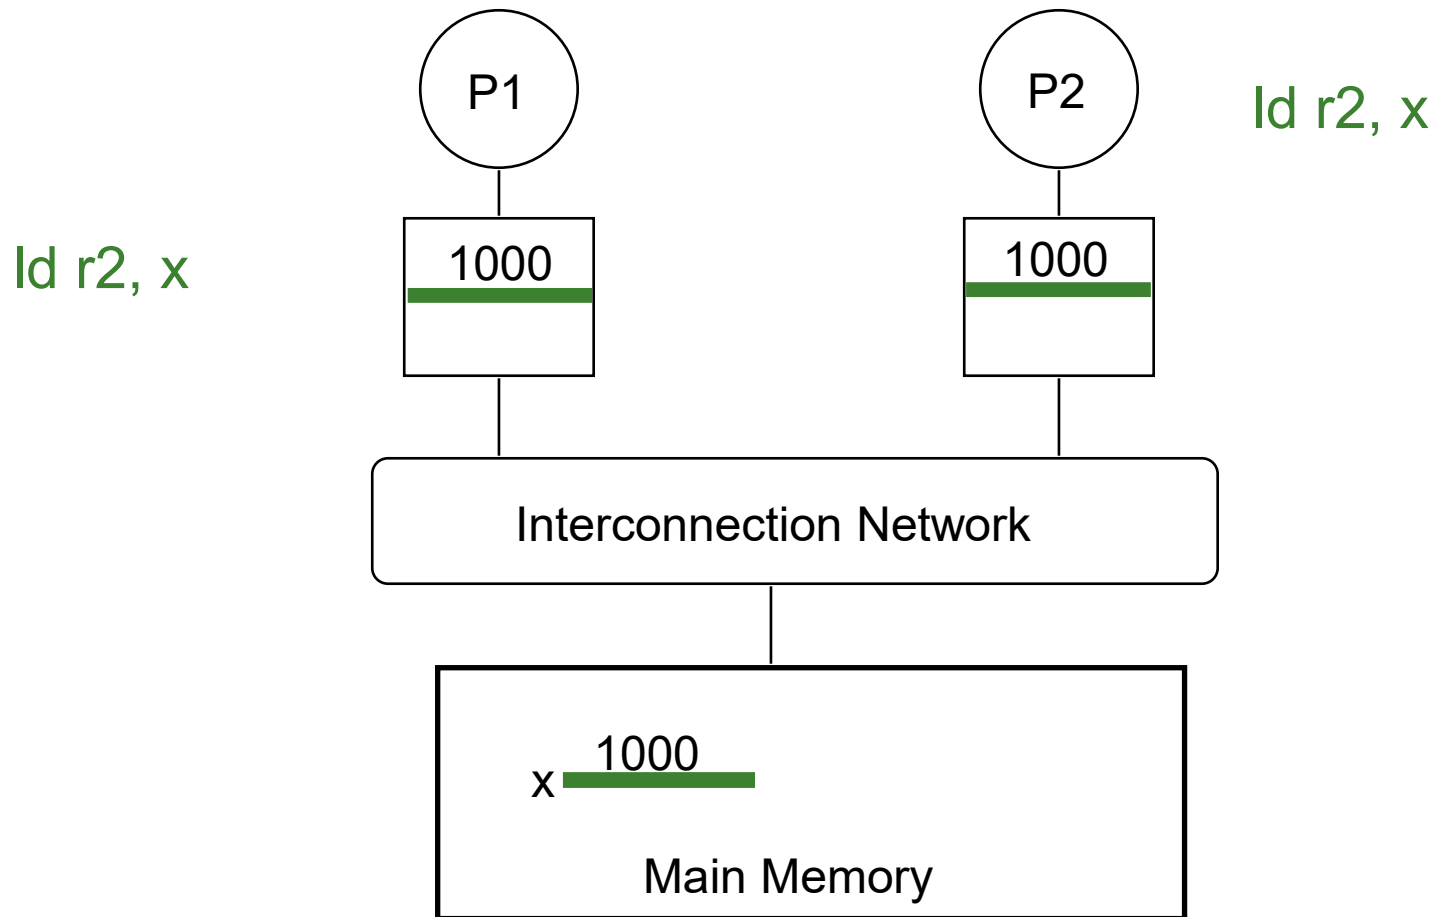 P1
P2
ld r2, x
ld r2, x
1000
1000
Interconnection Network
1000
x
Main Memory